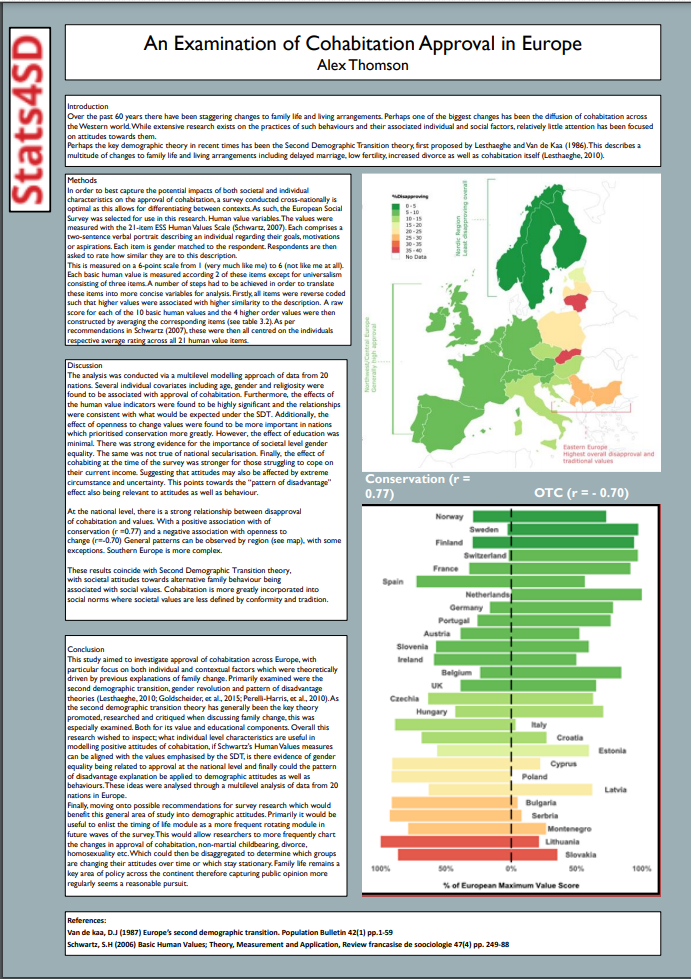 Stats4SD
An Examination of Cohabitation Approval in Europe
Alex Thomson
Introduction
Over the past 60 years there have been staggering changes to family life and living arrangements. Perhaps one of the biggest changes has been the diffusion of cohabitation across
the Western world. While extensive research exists on the practices of such behaviours and their associated individual and social factors, relatively little attention has been focused
on attitudes towards them.
Perhaps the key demographic theory in recent times has been the Second Demographic Transition theory, first proposed by Lesthaeghe and Van de Kaa (1986). This describes a
multitude of changes to family life and living arrangements including delayed marriage, low fertility, increased divorce as well as cohabitation itself (Lesthaeghe, 2010).
Methods
In order to best capture the potential impacts of both societal and individual
characteristics on the approval of cohabitation, a survey conducted cross-nationally is
optimal as this allows for differentiating between contexts. As such, the European Social
Survey was selected for use in this research. Human value variables. The values were
measured with the 21-item ESS Human Values Scale (Schwartz, 2007). Each comprises a
two-sentence verbal portrait describing an individual regarding their goals, motivations
or aspirations. Each item is gender matched to the respondent. Respondents are then
asked to rate how similar they are to this description.
This is measured on a 6-point scale from 1 (very much like me) to 6 (not like me at all).
Each basic human value is measured according 2 of these items except for universalism
consisting of three items. A number of steps had to be achieved in order to translate
these items into more concise variables for analysis. Firstly, all items were reverse coded
such that higher values were associated with higher similarity to the description. A raw
score for each of the 10 basic human values and the 4 higher order values were then
constructed by averaging the corresponding items (see table 3.2). As per
recommendations in Schwartz (2007), these were then all centred on the individuals
respective average rating across all 21 human value items.
Discussion
The analysis was conducted via a multilevel modelling approach of data from 20
nations. Several individual covariates including age, gender and religiosity were
found to be associated with approval of cohabitation. Furthermore, the effects of
the human value indicators were found to be highly significant and the relationships
were consistent with what would be expected under the SDT. Additionally, the
effect of openness to change values were found to be more important in nations
which prioritised conservation more greatly. However, the effect of education was
minimal. There was strong evidence for the importance of societal level gender
equality. The same was not true of national secularisation. Finally, the effect of
cohabiting at the time of the survey was stronger for those struggling to cope on
their current income. Suggesting that attitudes may also be affected by extreme
circumstance and uncertainty. This points towards the "pattern of disadvantage"
effect also being relevant to attitudes as well as behaviour.
At the national level, there is a strong relationship between disapproval
of cohabitation and values. With a positive association with of
conservation (r =0.77) and a negative association with openness to
change (r=-0.70) General patterns can be observed by region (see map), with some
exceptions. Southern Europe is more complex.
These results coincide with Second Demographic Transition theory,
with societal attitudes towards alternative family behaviour being
associated with social values. Cohabitation is more greatly incorporated into
social norms where societal values are less defined by conformity and tradition.
Conclusion
This study aimed to investigate approval of cohabitation across Europe, with
particular focus on both individual and contextual factors which were theoretically
driven by previous explanations of family change. Primarily examined were the
second demographic transition, gender revolution and pattern of disadvantage
theories (Lesthaeghe, 2010; Goldscheider, et al., 2015; Perelli-Harris, et al., 2010). As
the second demographic transition theory has generally been the key theory
promoted, researched and critiqued when discussing family change, this was
especially examined. Both for its value and educational components. Overall this
research wished to inspect; what individual level characteristics are useful in
modelling positive attitudes of cohabitation, if Schwartz's Human Values measures
can be aligned with the values emphasised by the SDT, is there evidence of gender
equality being related to approval at the national level and finally could the pattern
of disadvantage explanation be applied to demographic attitudes as well as
behaviours. These ideas were analysed through a multilevel analysis of data from 20
nations in Europe.
Finally, moving onto possible recommendations for survey research which would
benefit this general area of study into demographic attitudes. Primarily it would be
useful to enlist the timing of life module as a more frequent rotating module in
future waves of the survey. This would allow researchers to more frequently chart
the changes in approval of cohabitation, non-martial childbearing, divorce,
homosexuality etc. Which could then be disaggregated to determine which groups
are changing their attitudes over time or which stay stationary. Family life remains a
key area of policy across the continent therefore capturing public opinion more
regularly seems a reasonable pursuit.
%Disapproving
0 - 5
5 - 10
10 - 15
15 - 20
20 - 25
25 - 30
30 - 35
35 - 40
No Data
Nordic Region
Least disapproving overall
Northwest/Central Europe
Generally high approval
Eastern Europe
Highest overall disapproval and
traditional values
Conservation (r =
0.77)
OTC (r = - 0.70)
Norway
Sweden
Finland
Switzerland
France
Spain
Netherlands
Germany
Portugal
Austria
Slovenia
Ireland
Belgium
UK
Czechia
Hungary
Italy
Croatia
Estonia
Cyprus
Poland
Latvia
Bulgaria
Serbria
Montenegro
Lithuania
Slovakia
100% 50% 0% 50% 100%
% of European Maximum Value Score
References:
Van de kaa, D.J (1987) Europe's second demographic transition. Population Bulletin 42(1) pp.1-59
Schwartz, S.H (2006) Basic Human Values; Theory, Measurement and Application, Review francasise de soociologie 47(4) pp. 249-88